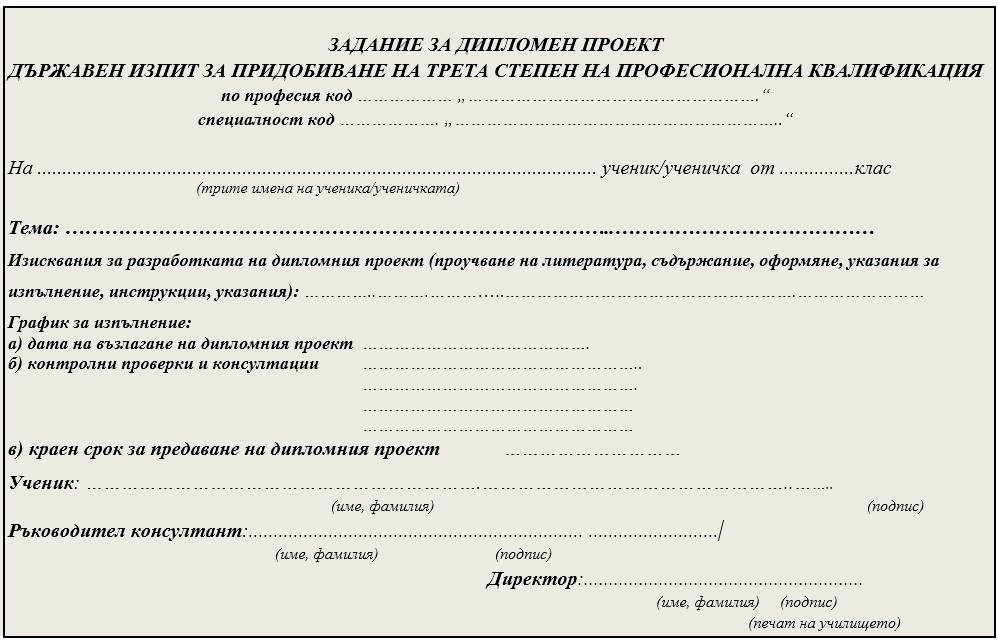 ЗАДАНИЕ ЗА ДИПЛОМЕН ПРОЕКТ
ДЪРЖАВЕН ИЗПИТ ЗА ПРИДОБИВАНЕ НА ТРЕТА СТЕПЕН НА ПРОФЕСИОНАЛНА КВАЛИФИКАЦИЯ
по професия код ……………… „……………………………………………….“
специалност код ………………. „……………………………………………………..“
На ................................................................................................................. ученик/ученичка от ...............клас
(трите имена на ученика/ученичката)
Тема: ………………………………………………………………………..…………………………………
Изисквания за разработката на дипломния проект (проучване на литература, съдържание, оформяне, указания за
изпълнение, инструкции, указания): …………..……….…………..……………………………………………….……………………
График за изпълнение:
а) дата на възлагане на дипломния проект …………………………………….
б) контролни проверки и консултации ……………………………………………..
…………………………………………….
……………………………………………
……………………………………………
в) краен срок за предаване на дипломния проект …………………………
Ученик: ………………………………………………………….…………………………………………………..…....
(име, фамилия) (подпис)
Ръководител консултант:................................................................... ..........................|
(име, фамилия) (подпис)
Директор:........................................................
(име, фамилия) (подпис)
(печат на училището)